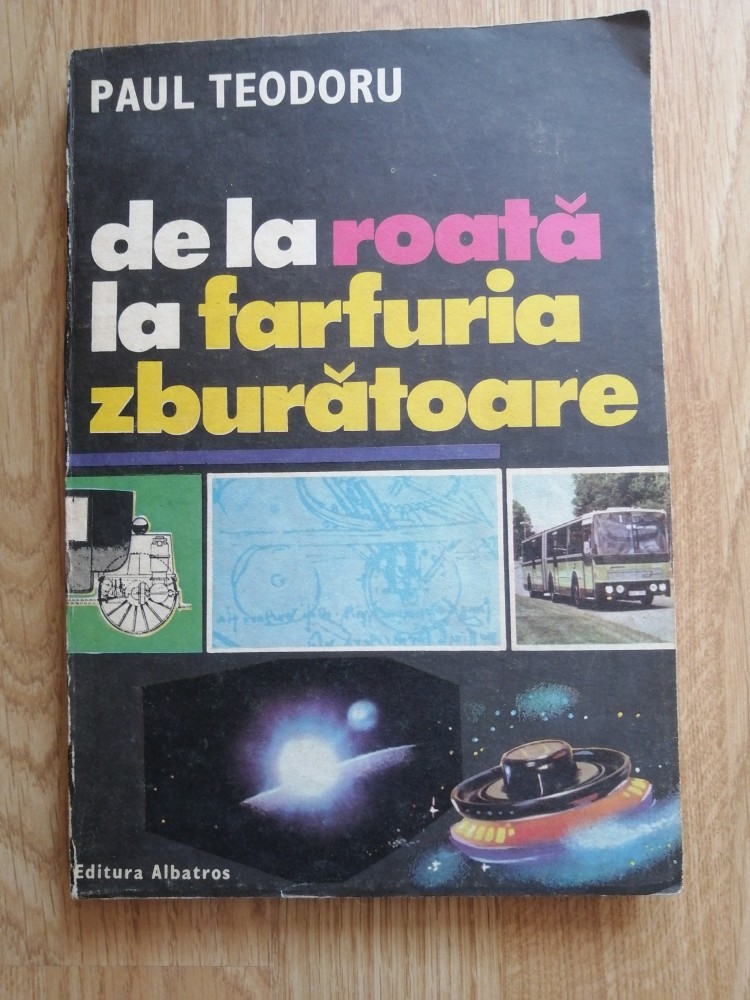 PAUL TEODORU
de la roată
la farfuria
zburătoare
Editura Albatros